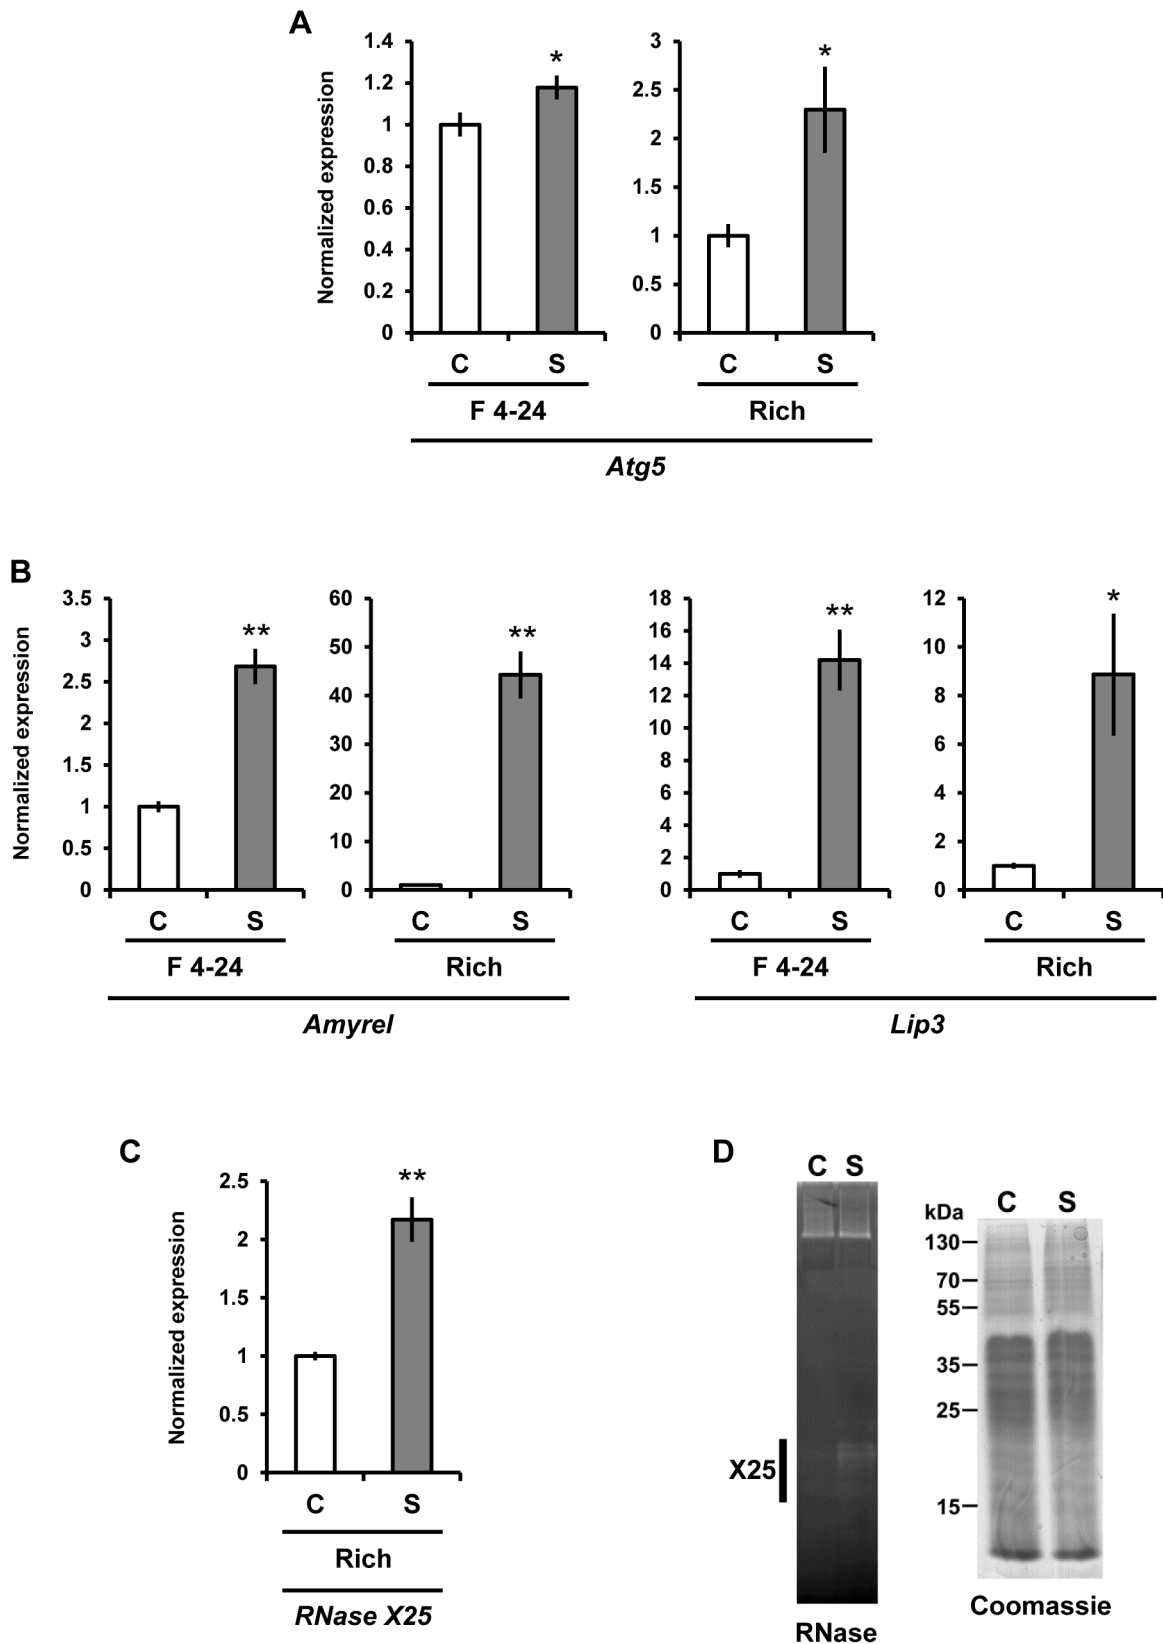 A
Normalized expression
1.4
1.2
1
0.8
0.6
0.4
0.2
0
*
C S
F 4-24
3
2.5
2
1.5
1
0.5
0
*
C S
Rich
Atg5
B
Normalized expression
3.5
3
2.5
2
1.5
1
0.5
0
**
C S
F 4-24
60
50
40
30
20
10
0
**
C S
Rich
Amyrel
18
16
14
12
10
8
6
4
2
0
**
C S
F 4-24
12
10
8
6
4
2
0
*
C S
Rich
Lip3
C
Normalized expression
2.5
2
1.5
1
0.5
0
**
C S
Rich
RNase X25
D
C S
X25
RNase
kDa C S
130
70
55
35
25
15
Coomassie